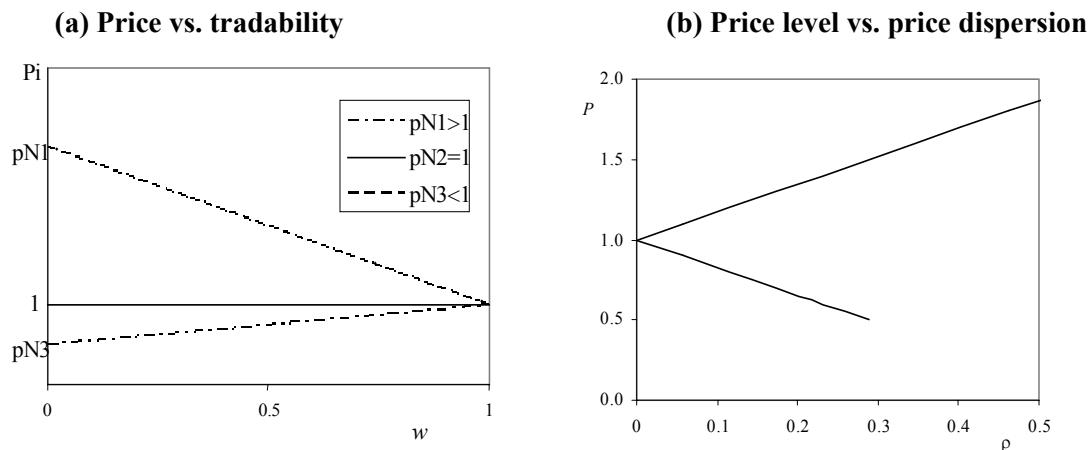 (a) Price vs. tradability
Pi
pN1
1
pN3
0
0.5
1
w
pN1>1
pN2=1
pN3<1
(b) Price level vs. price dispersion
P
2.0
1.5
1.0
0.5
0.0
0
0.1
0.2
0.3
0.4
0.5
ρ